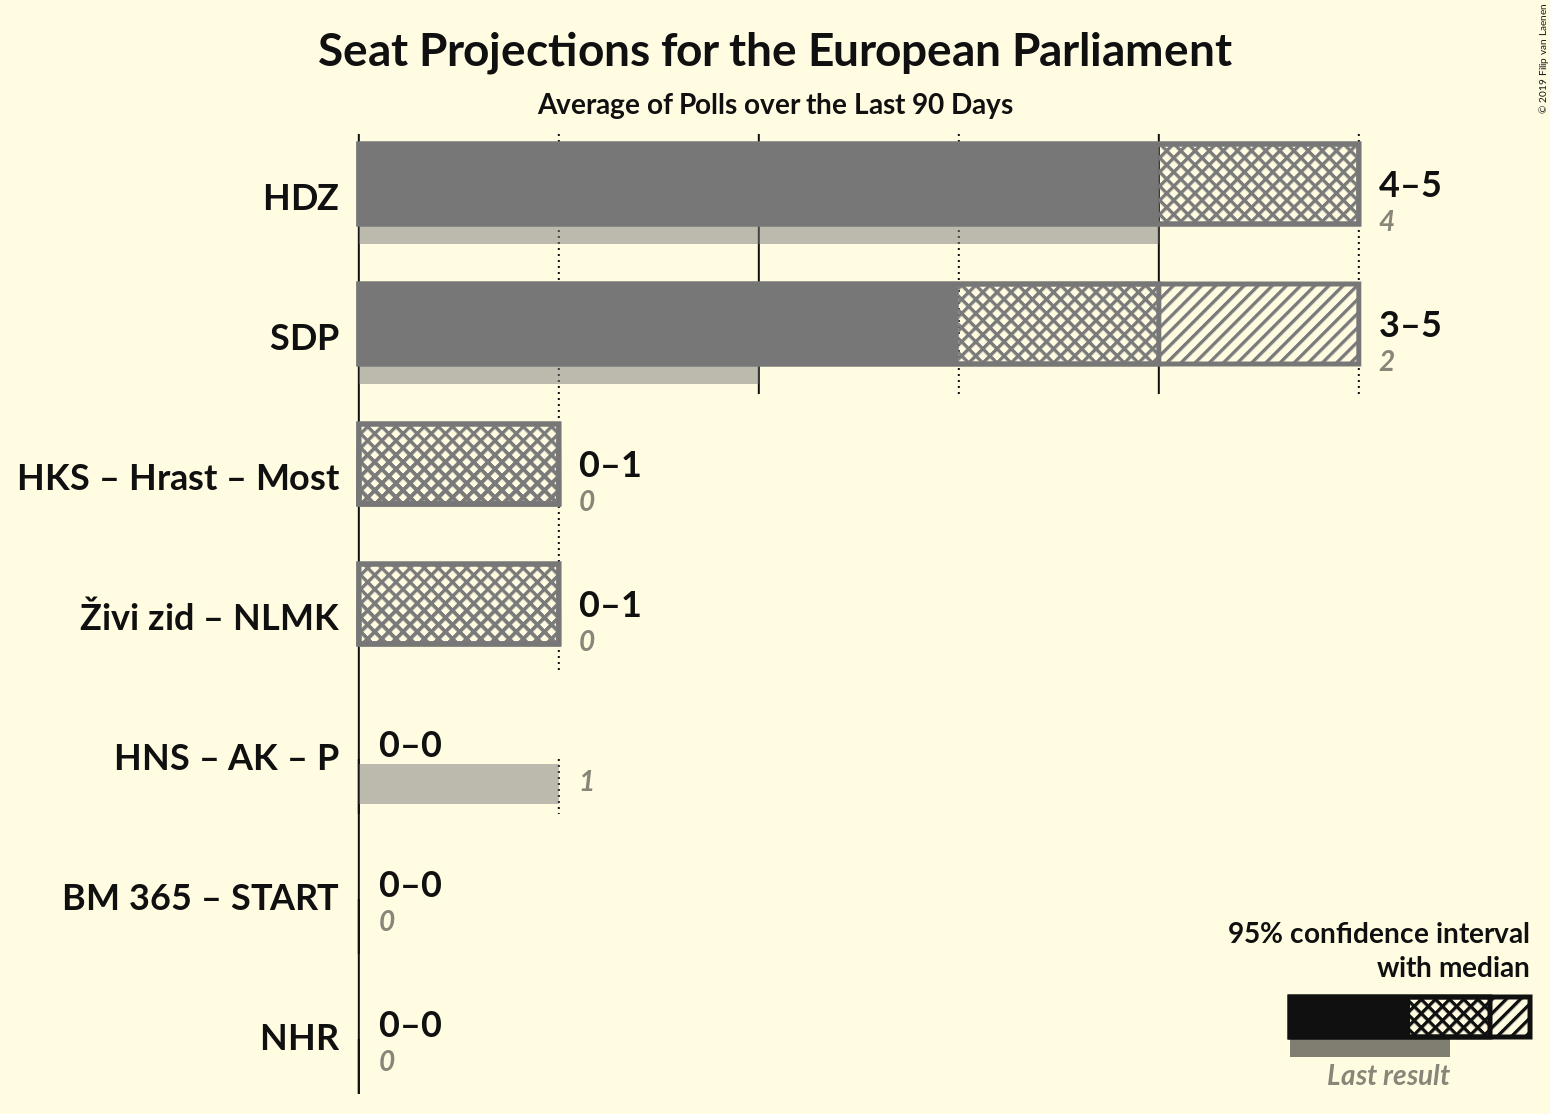 Seat Projections for the European Parliament
Average of Polls over the Last 90 Days
© 2019 Filip van Laenen
HDZ
4–5
4
SDP
3–5
2
HKS – Hrast – Most
0–1
0
Živi zid – NLMK
0–1
0
HNS – AK – P
0–0
1
BM 365 – START
0–0
0
NHR
0–0
0
95% confidence interval
with median
Last result